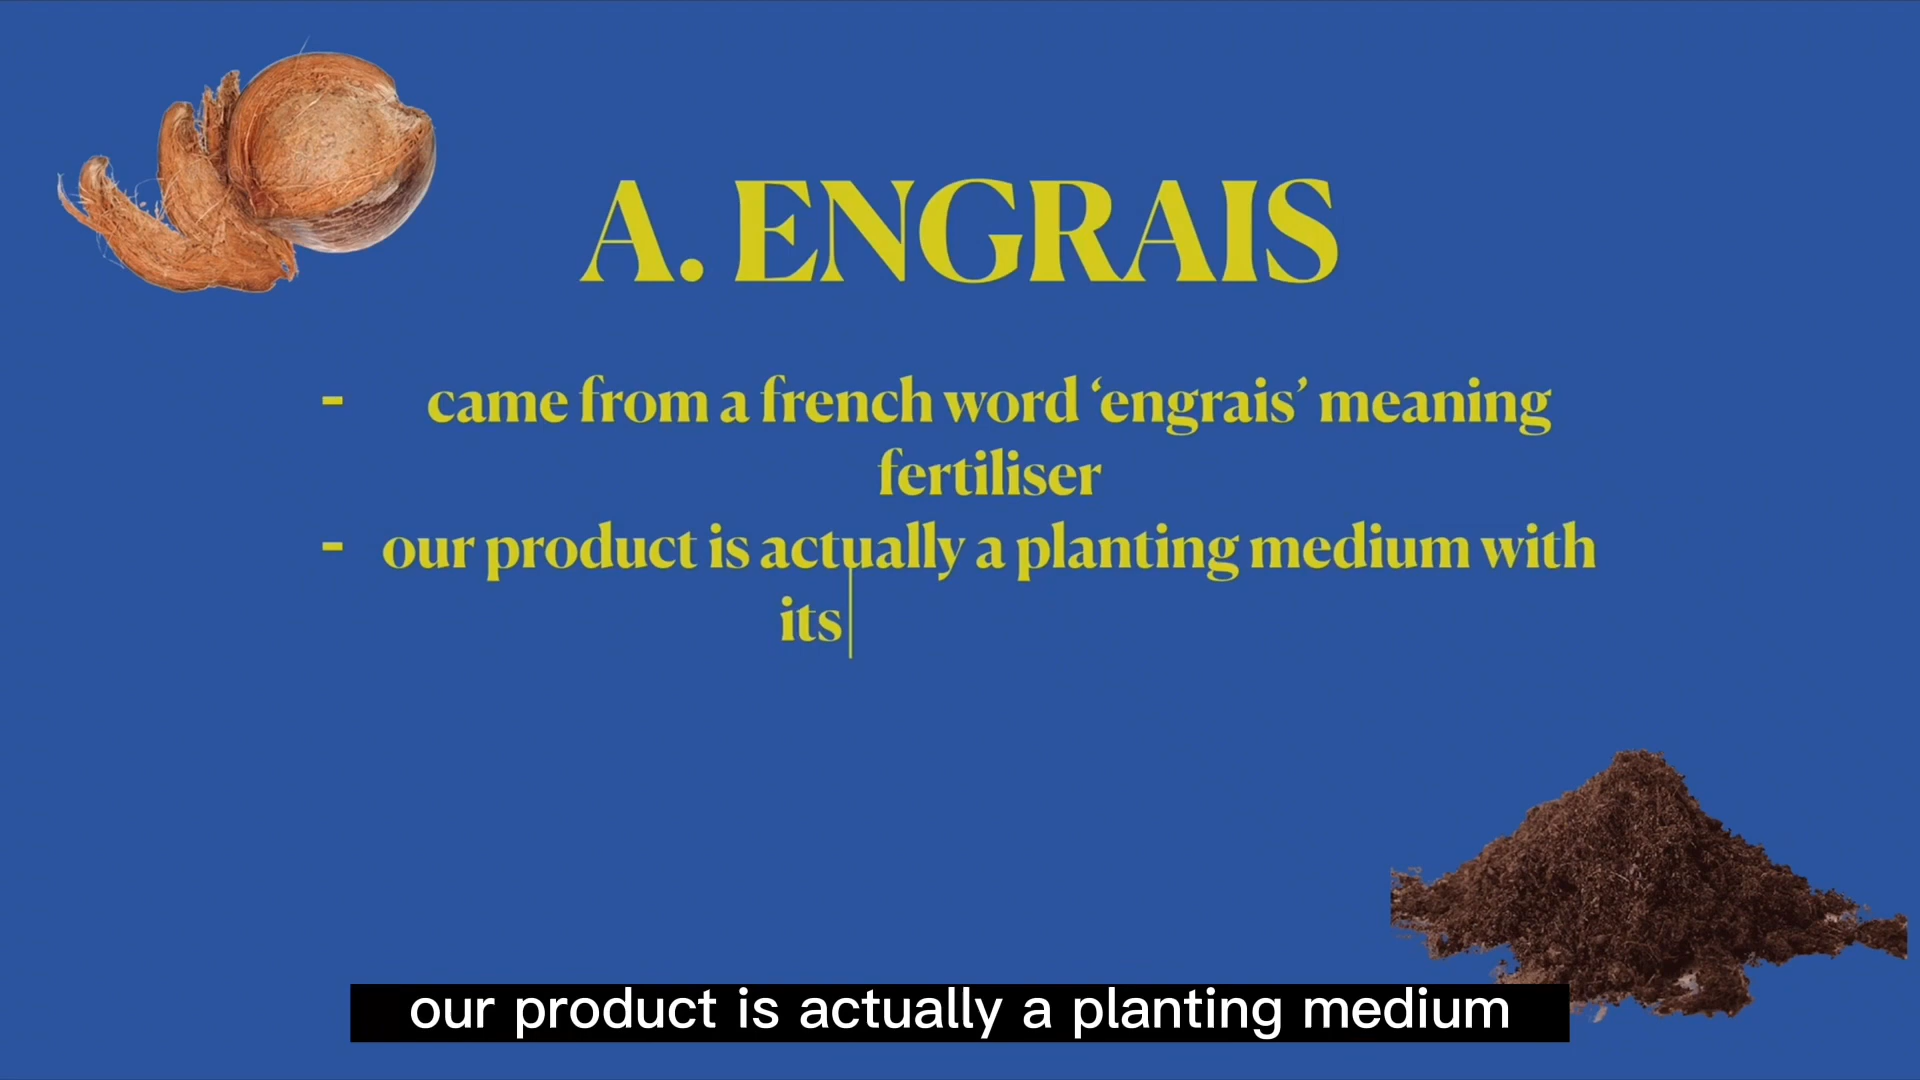 A. ENGRAIS
- came from a french word ‘engrais’ meaning
fertiliser
- our product is actually a planting medium with
its
our product is actually a planting medium